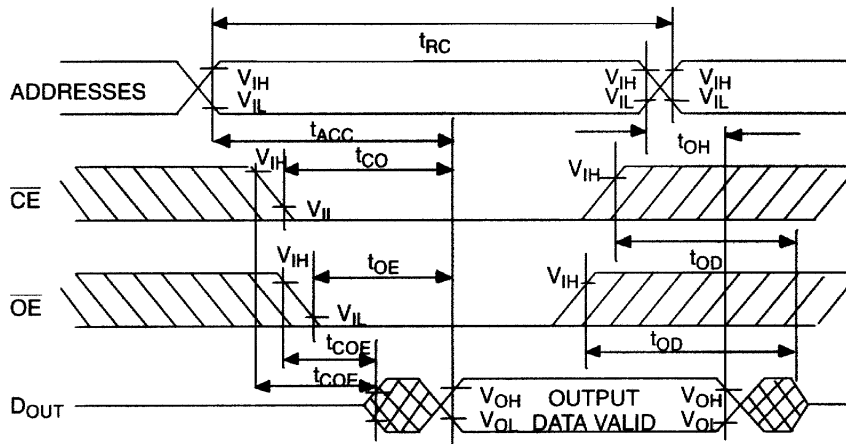 tRC
ADDRESSES
VIH
VIL
VIH
VIL
VIH
VIL
tACC
tOH
CE
VIH
tCO
VIL
VIH
tOD
OE
VIH
tOE
VIL
VIH
tOD
tCOE
tCOE
DOUT
VOH
VOL
OUTPUT
DATA VALID
VOH
VOL